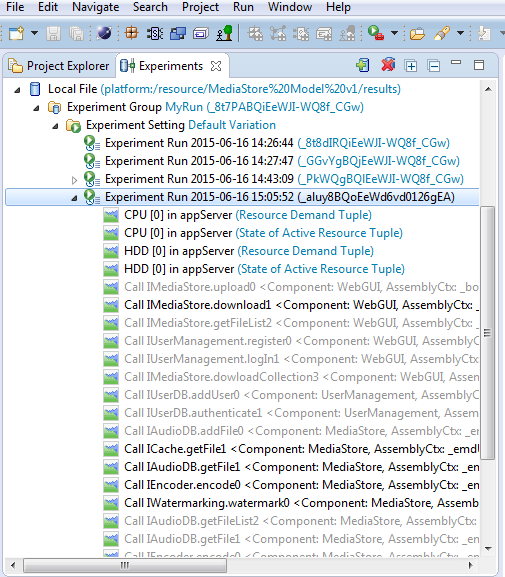 Edit Navigate Search Project Run Window Help
Project Explorer Experiments
Local File (platform:/resource/MediaStore%20Model%20v1/results)
Experiment Group MyRun (_8t7PABQiEeWJI-WQ8f_CGw)
Experiment Setting Default Variation
Experiment Run 2015-06-16 14:26:44 (_8t8dIRQiEeWJI-WQ8f_CGw)
Experiment Run 2015-06-16 14:27:47 (_GGvYgBQjEeWJI-WQ8f_CGw)
Experiment Run 2015-06-16 14:43:09 (_PkWQgBQlEeWJI-WQ8f_CGw)
Experiment Run 2015-06-16 15:05:52 (_aluy8BQoEeWd6vd0126gEA)
CPU [0] in appServer (Resource Demand Tuple)
CPU [0] in appServer (State of Active Resource Tuple)
HDD [0] in appServer (Resource Demand Tuple)
HDD [0] in appServer (State of Active Resource Tuple)
Call IMediaStore.upload0 <Component: WebGUI, AssemblyCtx: _bo
Call IMediaStore.download1 <Component: WebGUI, AssemblyCtx: _
Call IMediaStore.getFileList2 <Component: WebGUI, AssemblyCtx:
Call IUserManagement.register0 <Component: WebGUI, AssemblyC
Call IUserManagement.logIn1 <Component: WebGUI, AssemblyCtx
Call IMediaStore.dowloadCollection3 <Component: WebGUI, Assem
Call IUserDB.addUser0 <Component: UserManagement, AssemblyC
Call IUserDB.authenticate1 <Component: UserManagement, Assem
Call IAudioDB.addFile0 <Component: MediaStore, AssemblyCtx: _e
Call ICache.getFile1 <Component: MediaStore, AssemblyCtx: _emdU
Call IAudioDB.getFile1 <Component: MediaStore, AssemblyCtx: _en
Call IEncoder.encode0 <Component: MediaStore, AssemblyCtx: _em
Call IWatermarking.watermark0 <Component: MediaStore, Assemb
Call IAudioDB.getFileList2 <Component: MediaStore, AssemblyCtx:
Call IAudioDB.getFile1 <Component: MediaStore, AssemblyCtx: _en
Call IEncoder.encode0 <Component: MediaStore, AssemblyCtx: _em